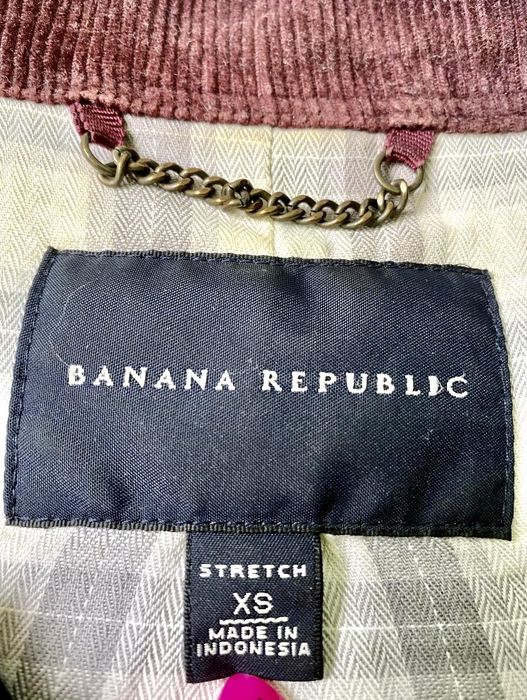 BANANA REPUBLIC
STRETCH
XS
MADE IN
INDONESIA